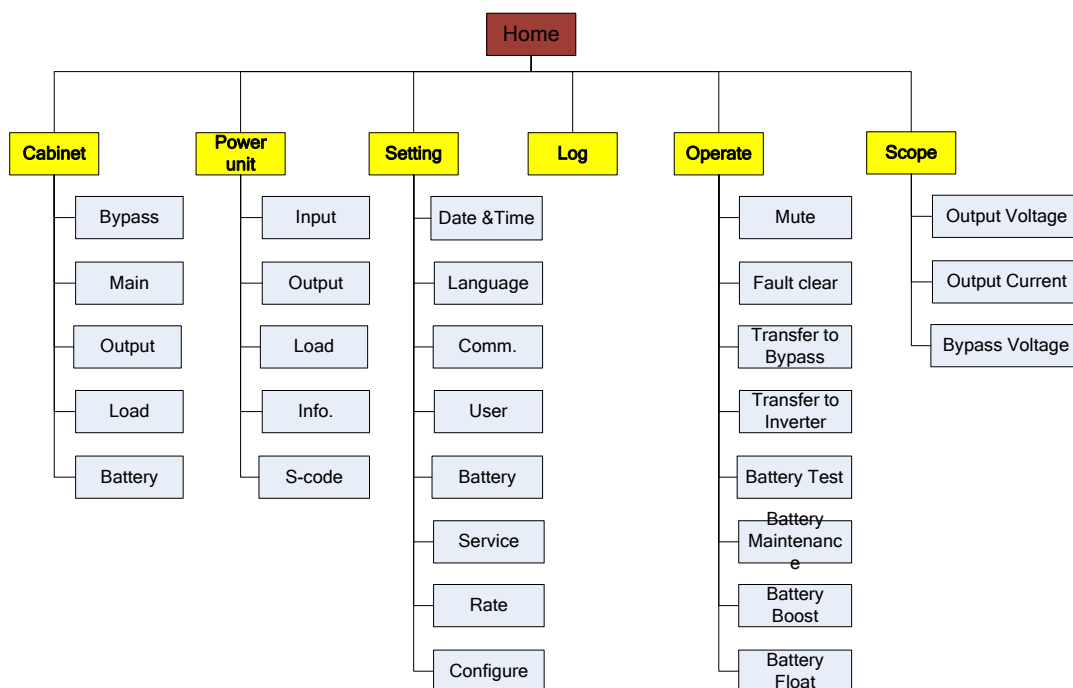 Home
Cabinet
Power
unit
Setting
Log
Operate
Scope
Bypass
Main
Output
Load
Battery
Input
Output
Load
Info.
S-code
Date &Time
Language
Comm.
User
Battery
Service
Rate
Configure
Mute
Fault clear
Transfer to
Bypass
Transfer to
Inverter
Battery Test
Battery
Maintenanc
e
Battery
Boost
Battery
Float
Output Voltage
Output Current
Bypass Voltage